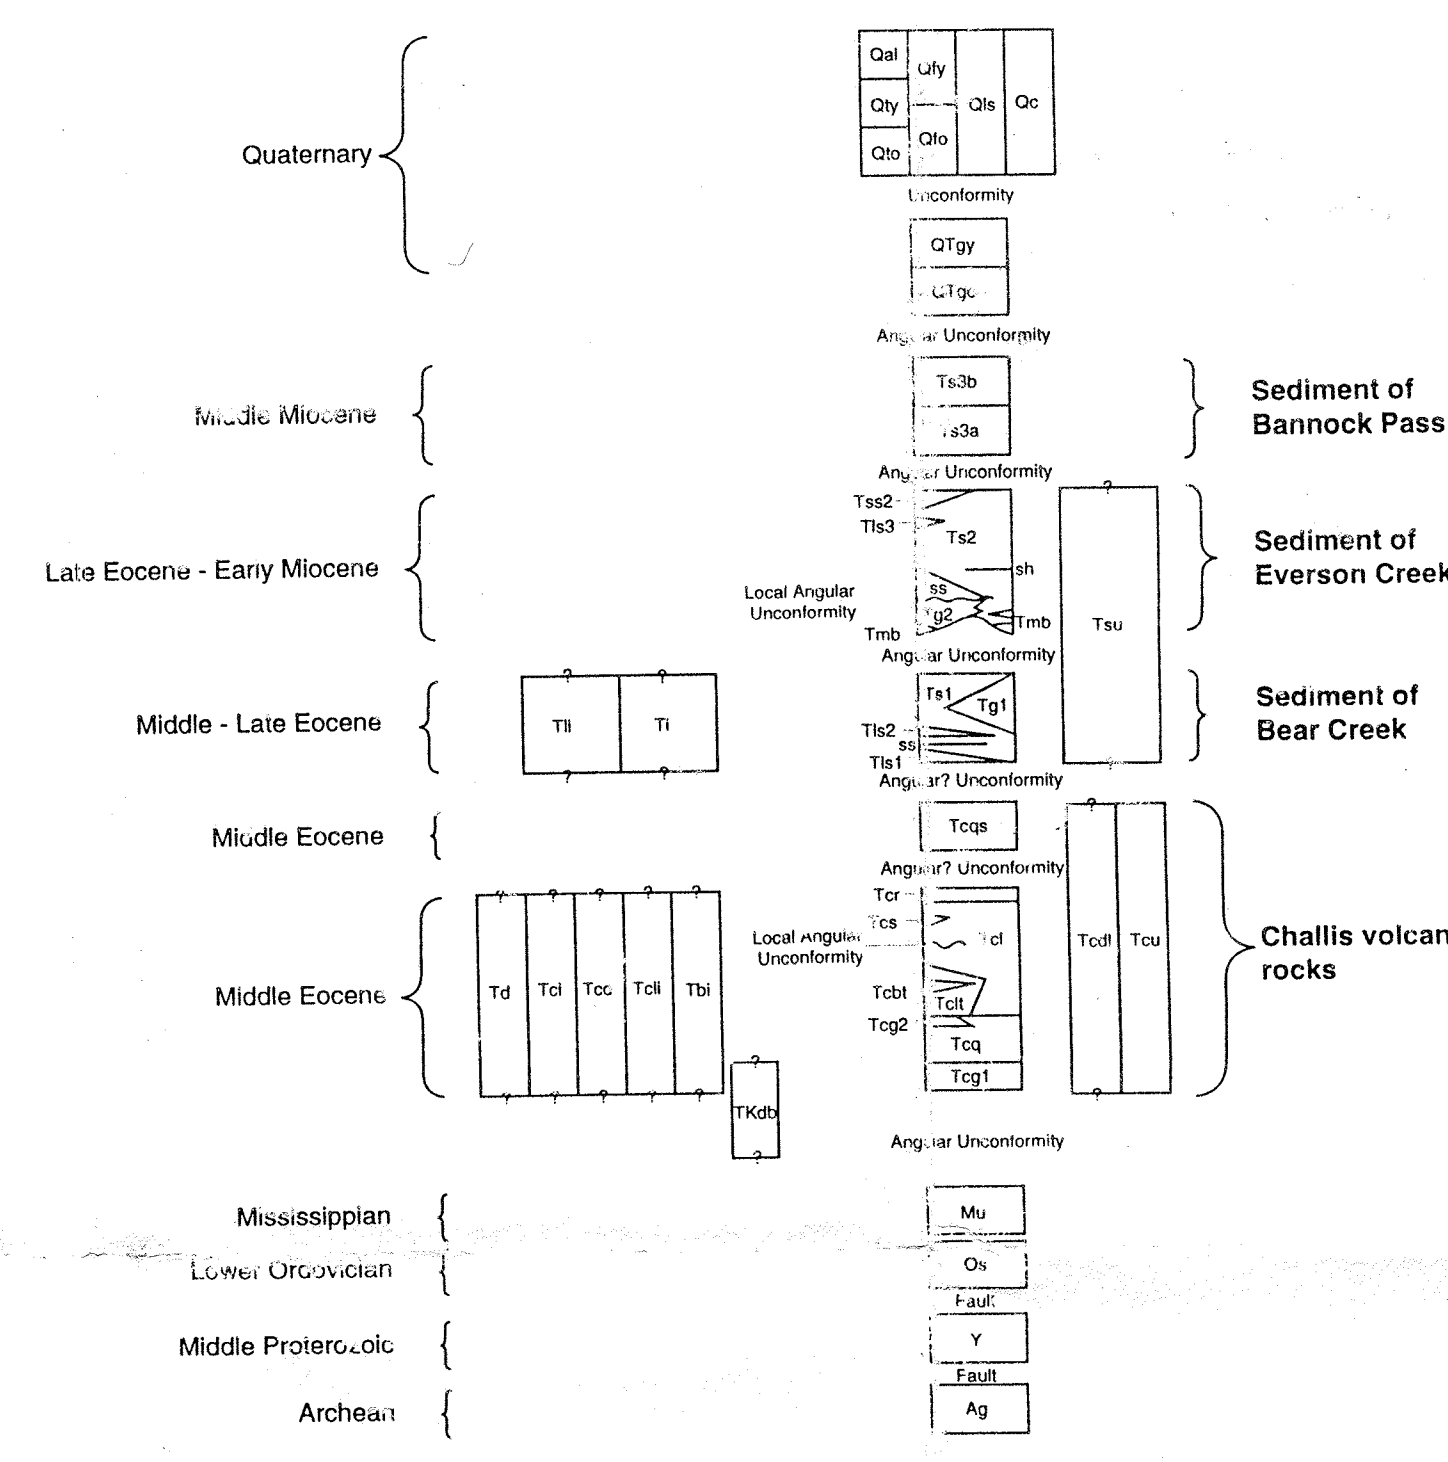 Qal
Qfy
Qls
Qc
Qty
Qfo
Qto
Quaternary
Unconformity
QTgy
Angular Unconformity
Ts3b
Ts3a
Middle Miocene
Sediment of
Bannock Pass
Angular Unconformity
Tss2
Tls3
Ts2
sh
ss
Tg2
Tmb
Tmb
Local Angular
Unconformity
Late Eocene - Early Miocene
Sediment of
Everson Creek
Tsu
Angular Unconformity
Ts1
Tg1
Tls2
ss
Tls1
Tli
Ti
Middle - Late Eocene
Sediment of
Bear Creek
Angular? Unconformity
Tcqs
Middle Eocene
Angular? Unconformity
Tcr
Tcs
Tcl
Local Angular
Unconformity
Tcbt
Tclt
Tcg2
Tcq
Tcg1
Tcdl
Tcu
Challis volcan
rocks
Middle Eocene
Td
Tci
Tcc
Tcli
Tbi
TKdb
Angular Unconformity
Mississippian
Mu
Lower Ordovician
Os
Fault
Middle Proterozoic
Y
Fault
Archean
Ag